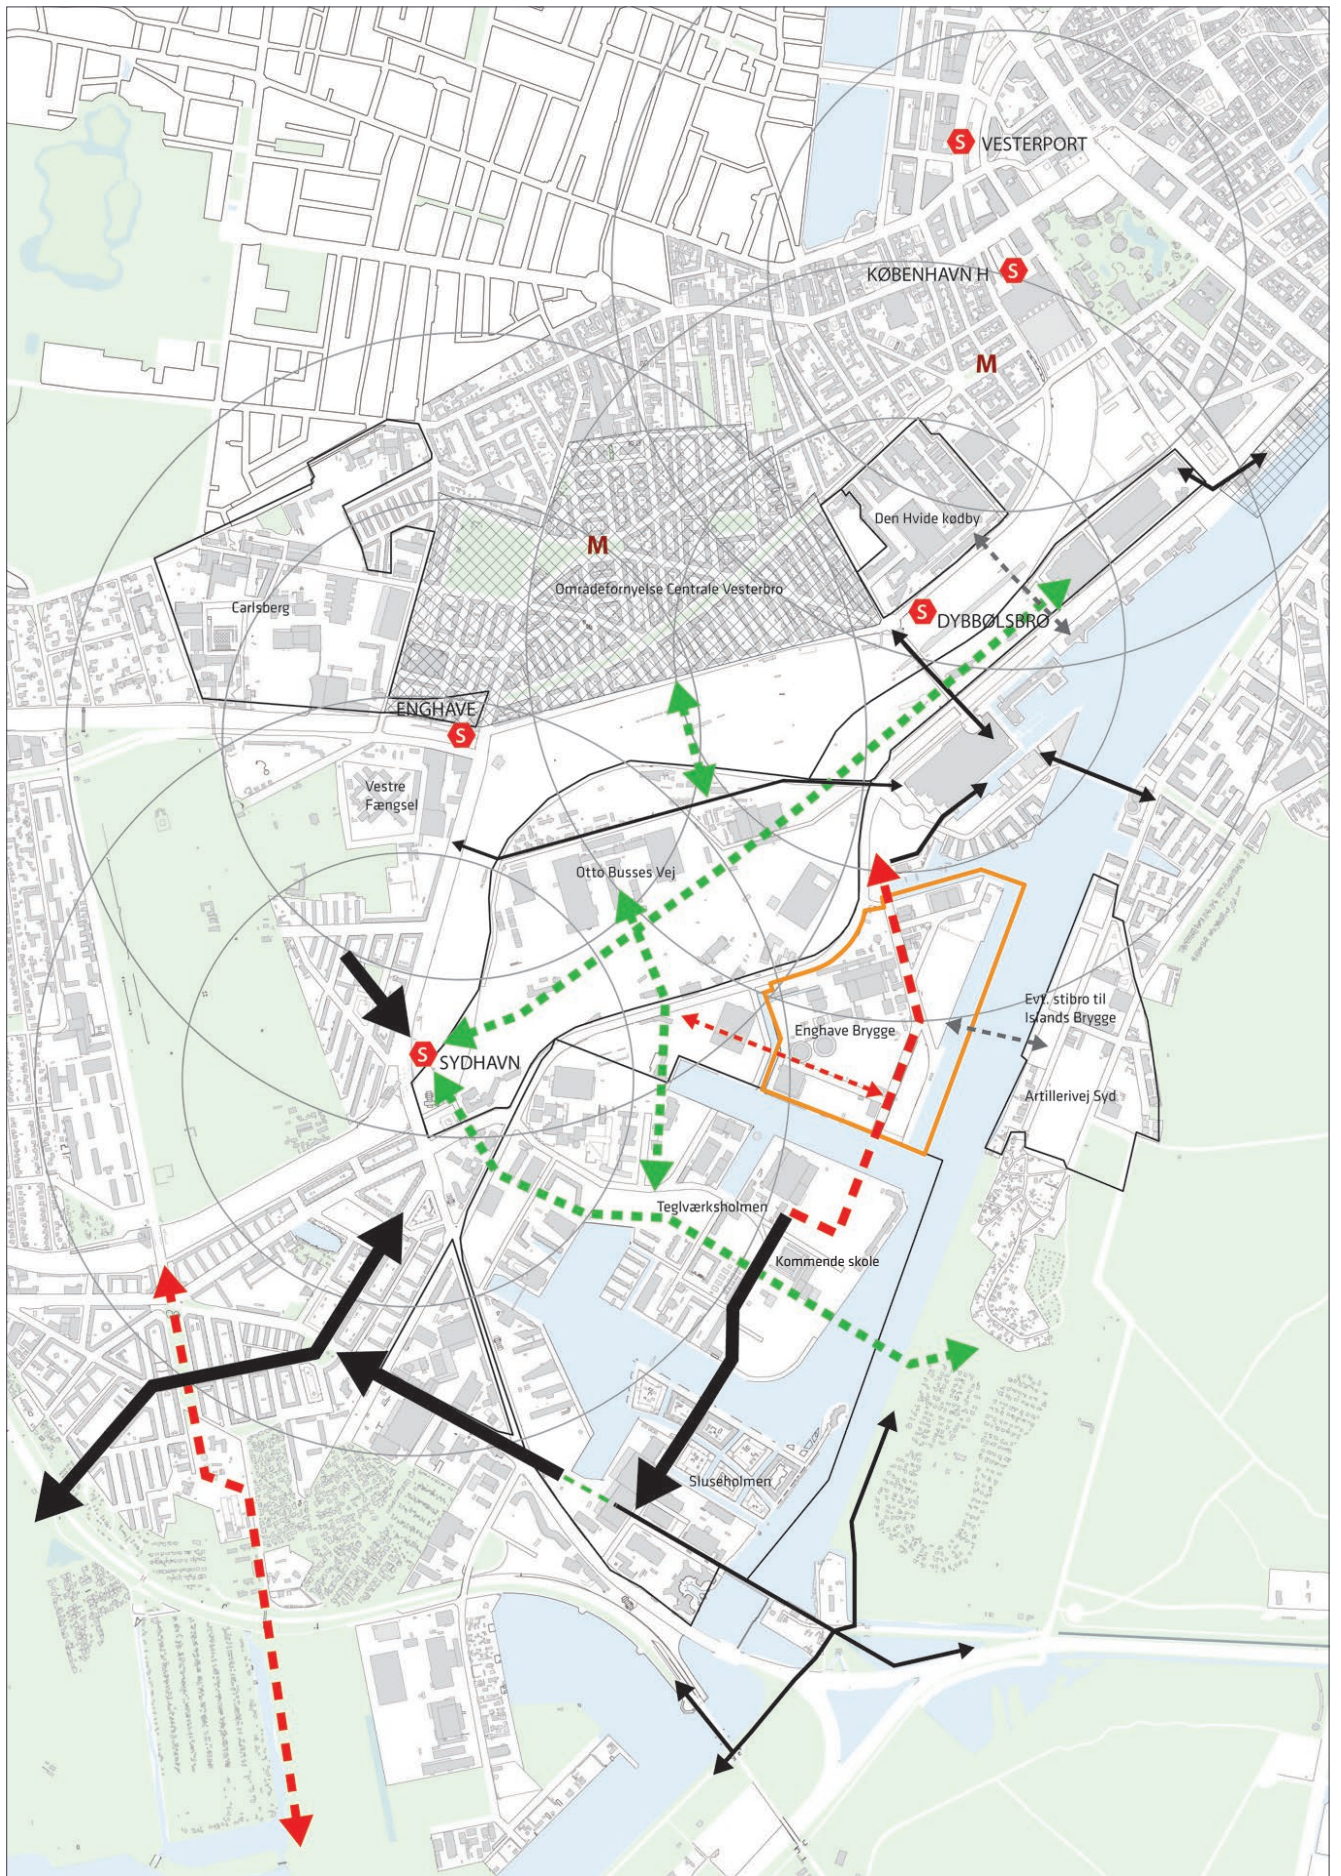 S VESTERPORT
KØBENHAVN H S
M
Den Hvide kødby
M
Områdefornyelse Centrale Vesterbro
Carlsberg
S DYBBØLSBRO
ENGHAVE
S
Vestre
Fængsel
Otto Busses Vej
Evt. stibro til
Islands Brygge
Enghave Brygge
S SYDHAVN
Artillerivej Syd
Teglværksholmen
Kommende skole
Sluseholmen